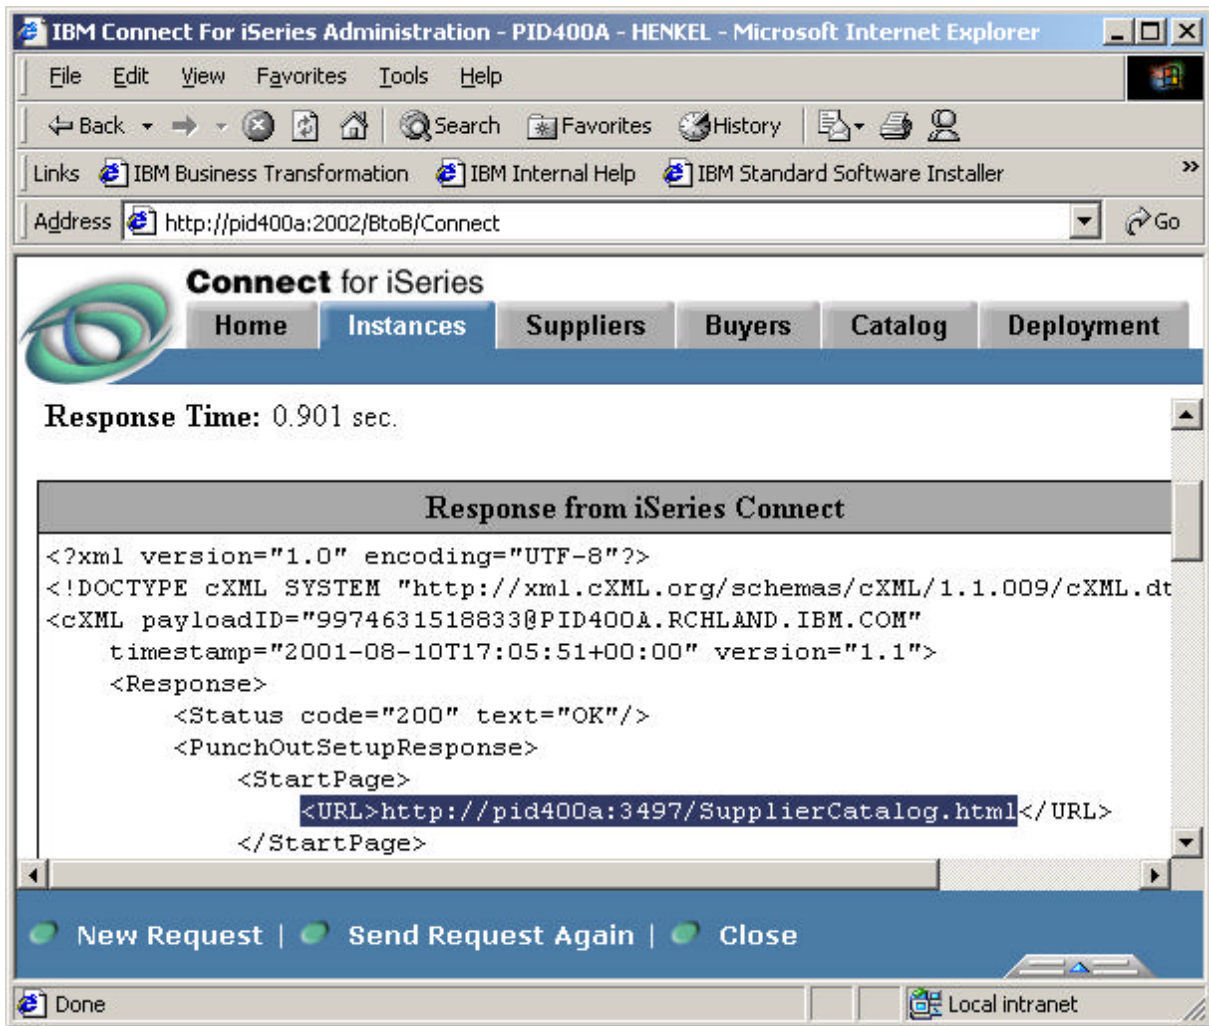 IBM Connect For iSeries Administration - PID400A - HENKEL - Microsoft Internet Explorer
File Edit View Favorites Tools Help
Back Search Favorites History
Links IBM Business Transformation IBM Internal Help IBM Standard Software Installer »
Address http://pid400a:2002/BtoB/Connect Go
Connect for iSeries
Home Instances Suppliers Buyers Catalog Deployment
Response Time: 0.901 sec.
Response from iSeries Connect
<?xml version="1.0" encoding="UTF-8"?>
<!DOCTYPE cXML SYSTEM "http://xml.cXML.org/schemas/cXML/1.1.009/cXML.dt
<cXML payloadID="9974631518833@PID400A.RCHLAND.IBM.COM"
timestamp="2001-08-10T17:05:51+00:00" version="1.1">
<Response>
<Status code="200" text="OK"/>
<PunchOutSetupResponse>
<StartPage>
<URL>http://pid400a:3497/SupplierCatalog.html</URL>
</StartPage>
New Request | Send Request Again | Close
Done Local intranet